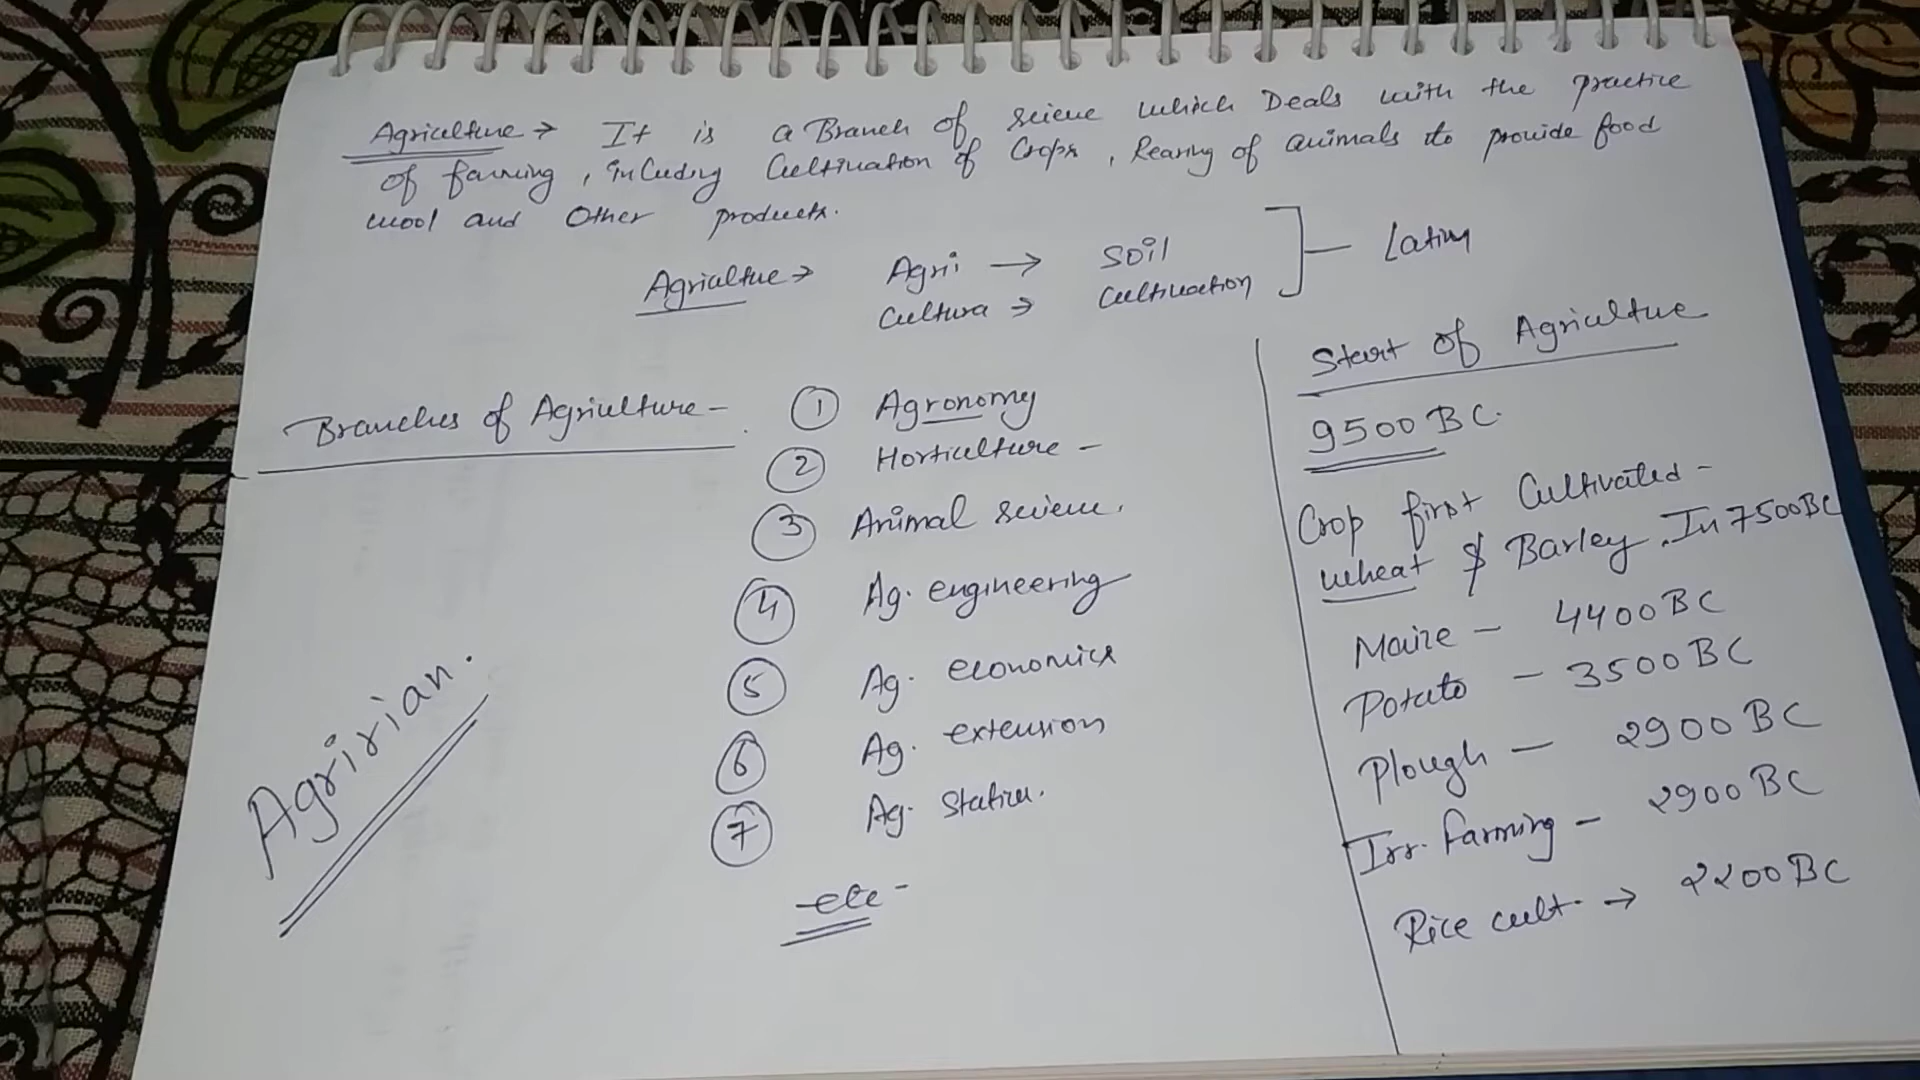 Agriculture → It is a Branch of science which Deals with the practice
of farming, including Cultivation of Crops, Rearing of animals to provide food
wool and Other products.
Agriculture → Agri → Soil
Cultura → Cultivation
] — Latin
Branches of Agriculture -
① Agronomy
② Horticulture -
③ Animal science.
④ Ag. engineering
⑤ Ag. economics
⑥ Ag. extension
⑦ Ag.
etc -
Agririan.
Start of Agriculture
9500 BC.
Crop first Cultivated -
wheat & Barley. In 7500BC
Maize - 4400 BC
Potato - 3500 BC
Plough - 2900 BC
Irr. farming - 2900 BC
Rice cult. → 2200 BC